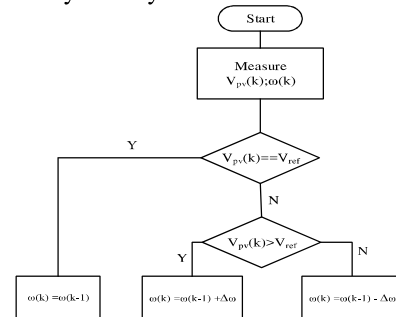 Start
Measure
Vpv(k);ω(k)
Vpv(k)==Vref
Y
N
Vpv(k)>Vref
Y
N
ω(k) =ω(k-1)
ω(k) =ω(k-1) +Δω
ω(k) =ω(k-1) - Δω